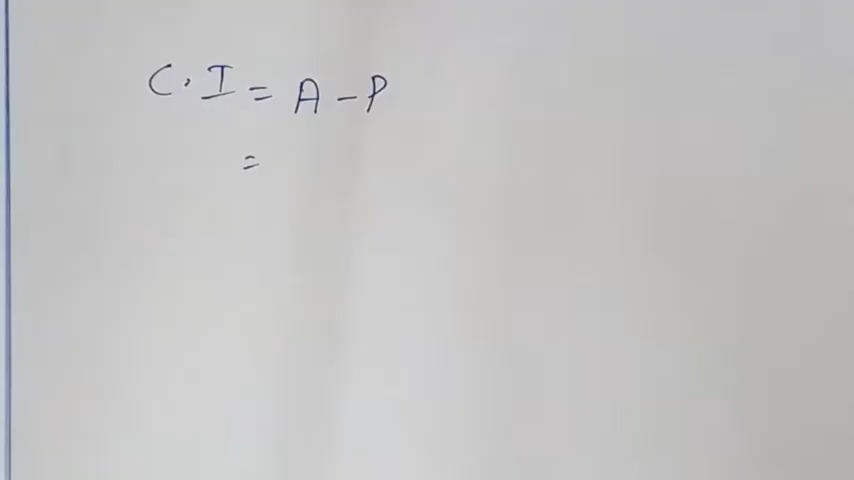 C.I = A - P
=